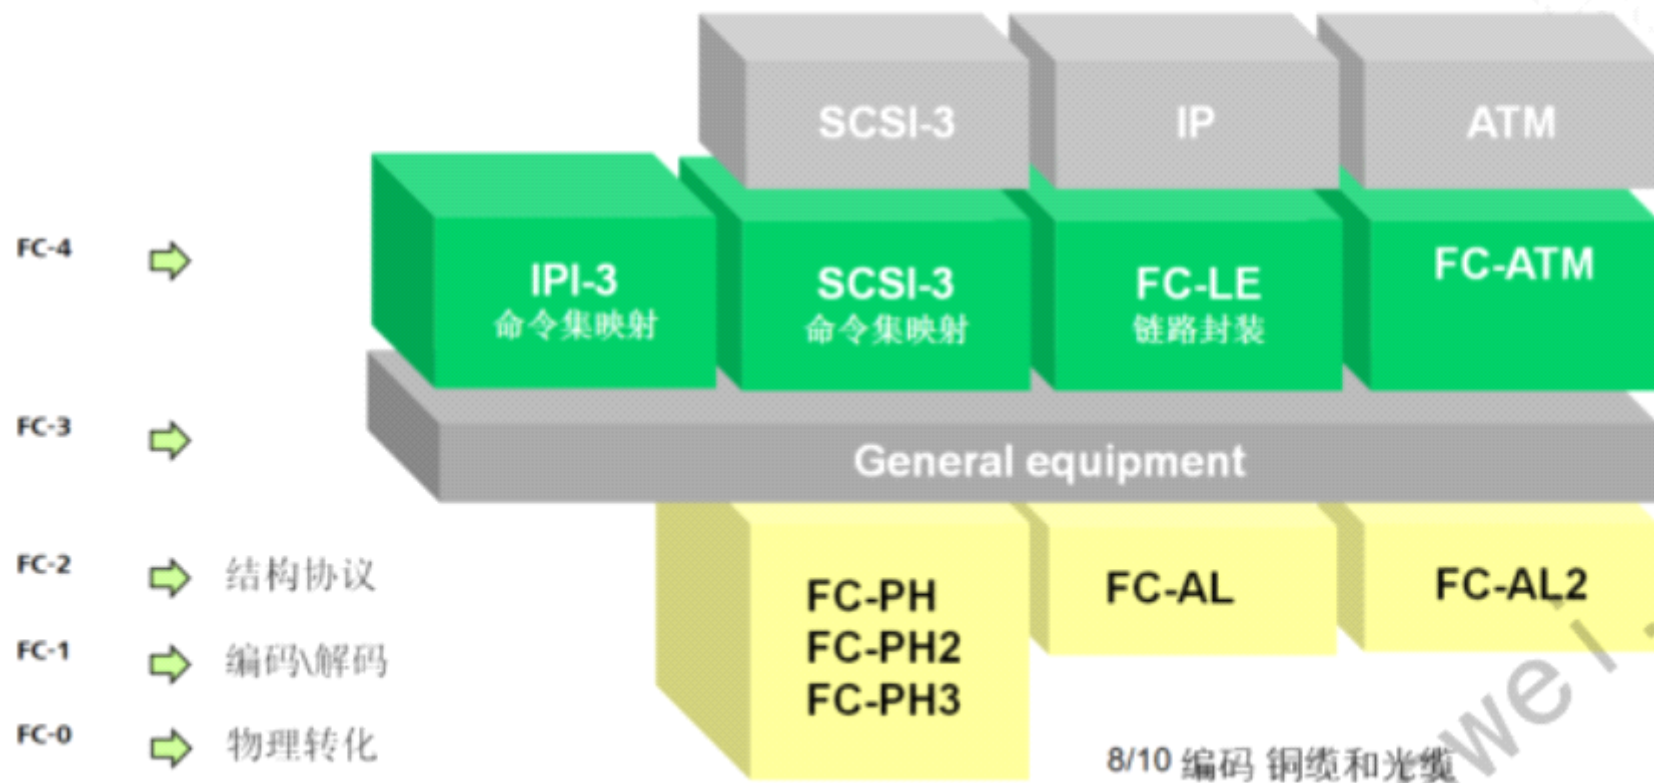 SCSI-3 IP ATM
FC-4
IPI-3
命令集映射
SCSI-3
命令集映射
FC-LE
链路封装
FC-ATM
FC-3
General equipment
FC-2 结构协议
FC-1 编码\解码
FC-0 物理转化
FC-PH
FC-PH2
FC-PH3
FC-AL
FC-AL2
8/10 编码 铜缆和光缆